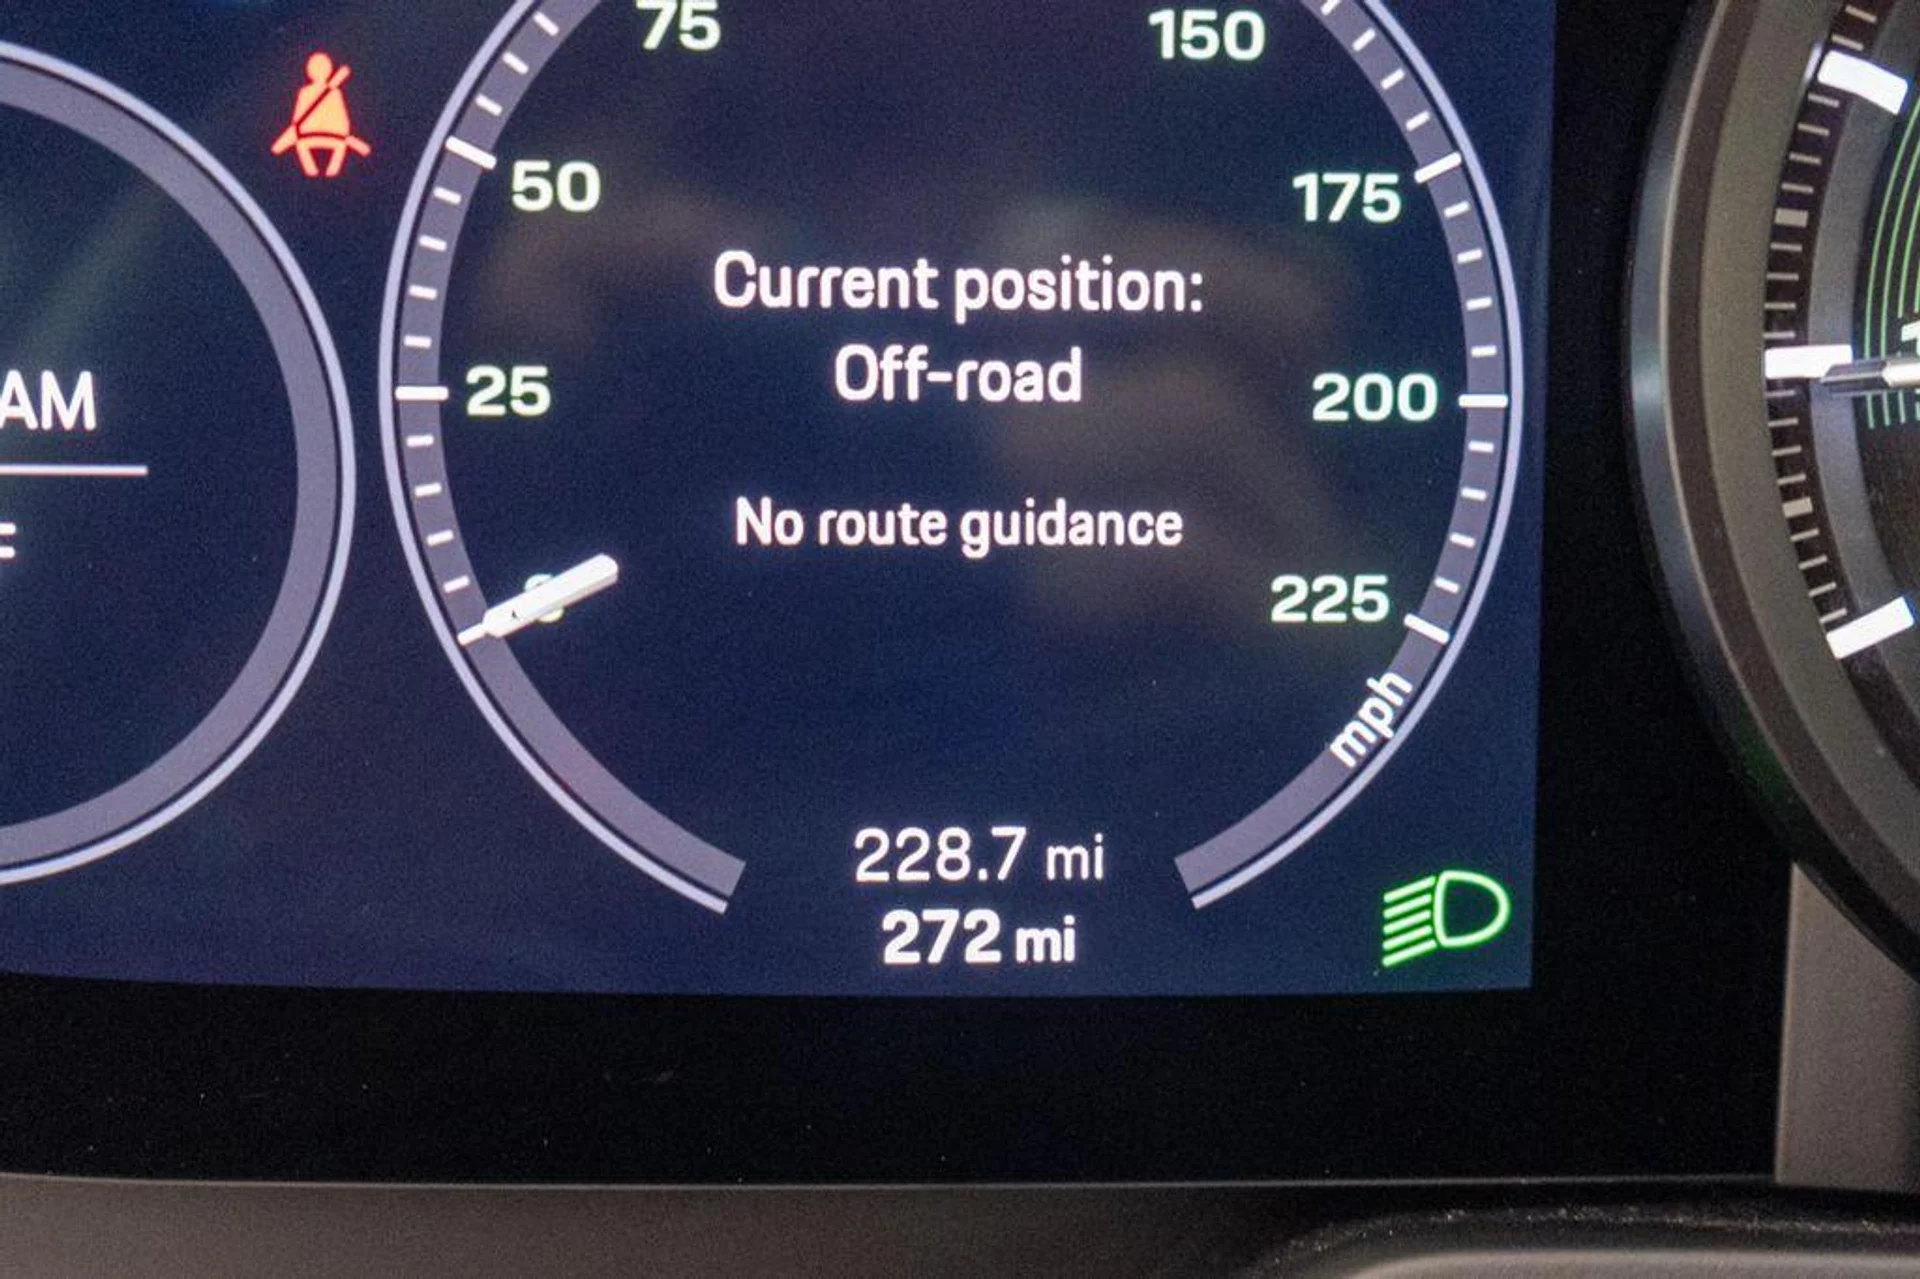 75
150
50
175
Current position:
Off-road
25
200
AM
No route guidance
225
mph
228.7 mi
272 mi